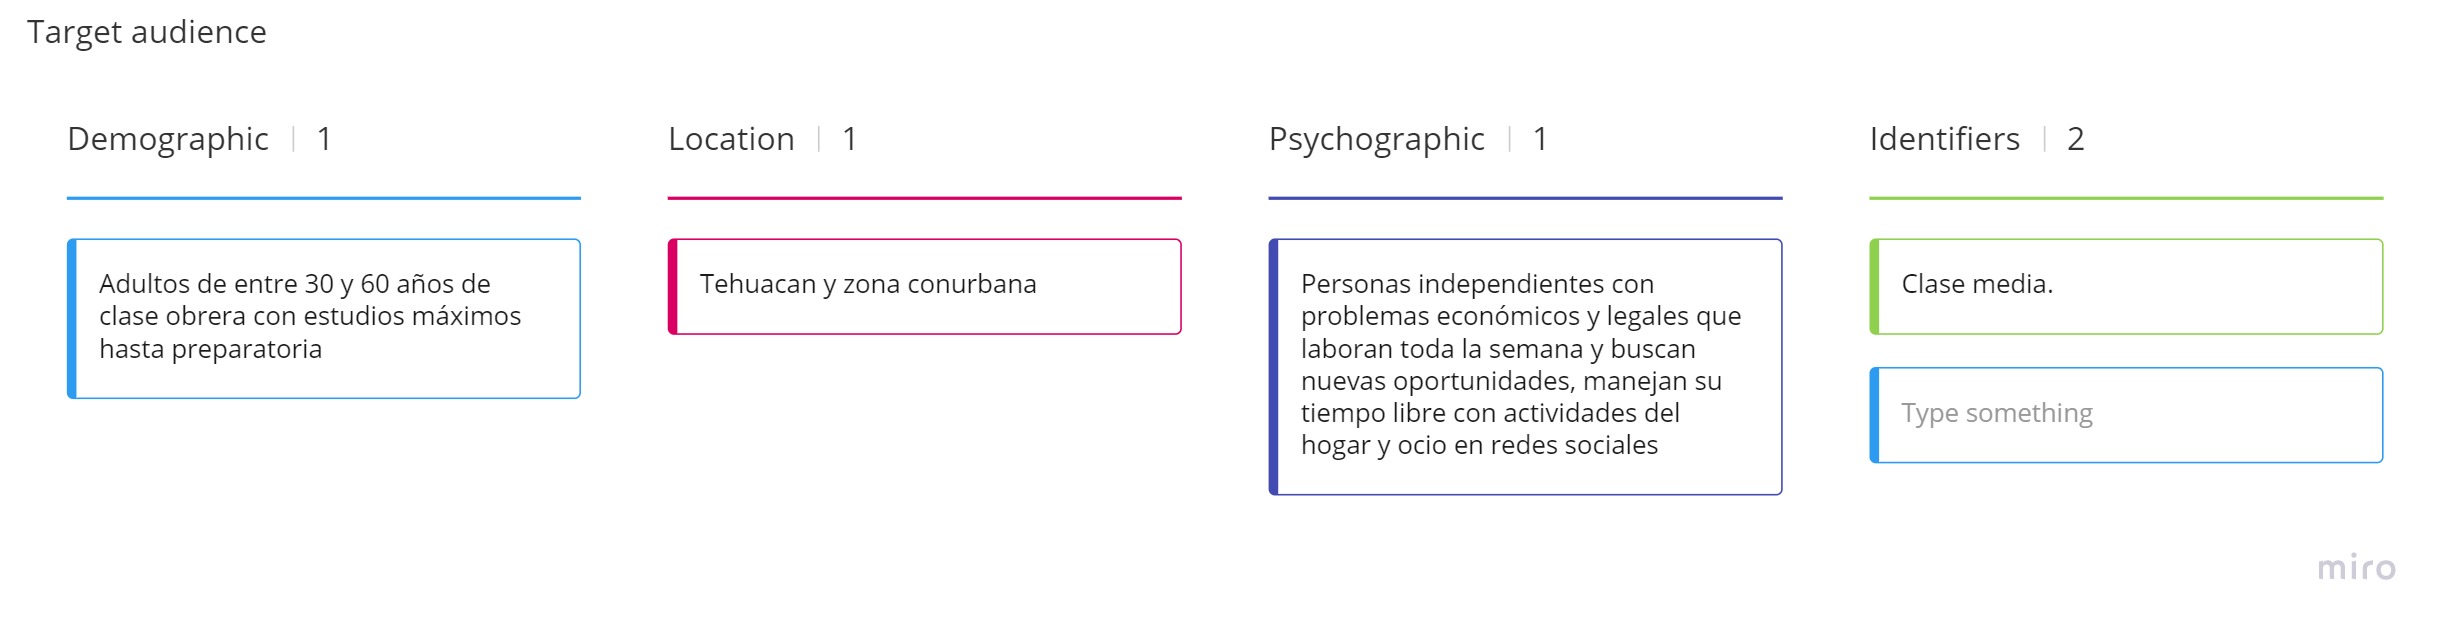 Target audience
Demographic | 1
Adultos de entre 30 y 60 años de
clase obrera con estudios máximos
hasta preparatoria
Location | 1
Tehuacan y zona conurbana
Psychographic | 1
Personas independientes con
problemas económicos y legales que
laboran toda la semana y buscan
nuevas oportunidades, manejan su
tiempo libre con actividades del
hogar y ocio en redes sociales
Identifiers | 2
Clase media.
Type something
miro